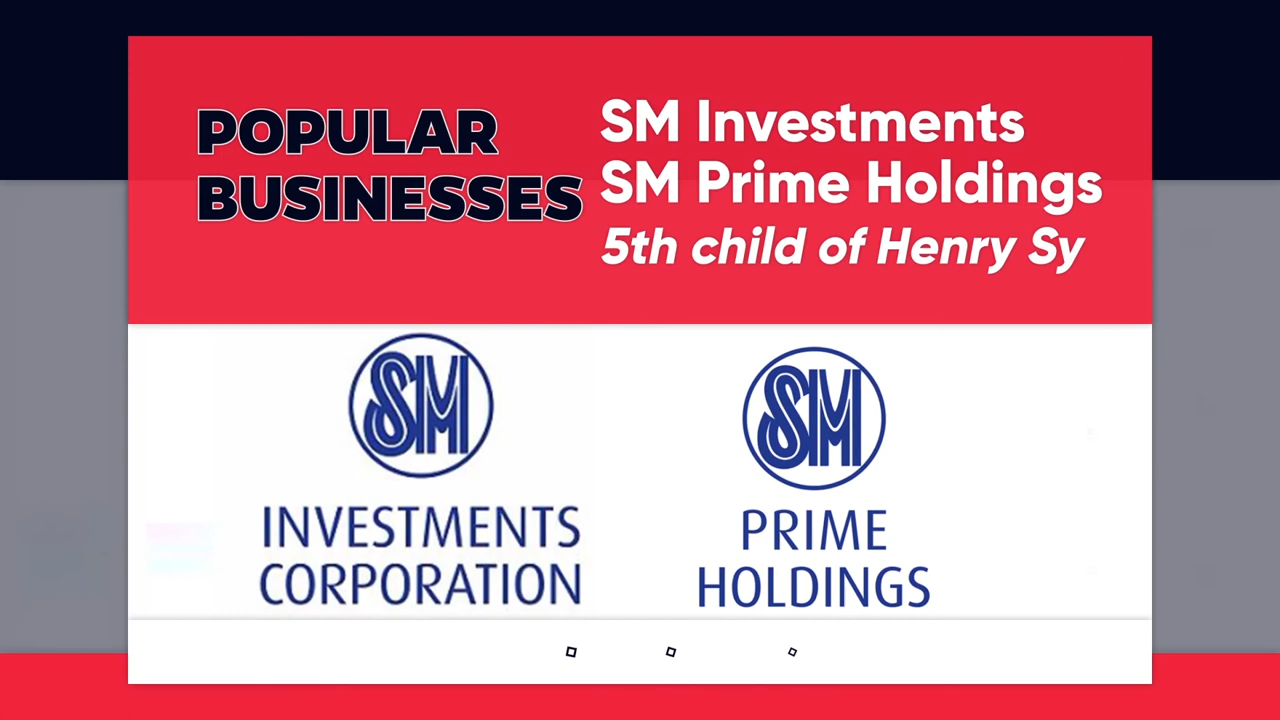 POPULAR
BUSINESSES
SM Investments
SM Prime Holdings
5th child of Henry Sy
SM
INVESTMENTS
CORPORATION
SM
PRIME
HOLDINGS